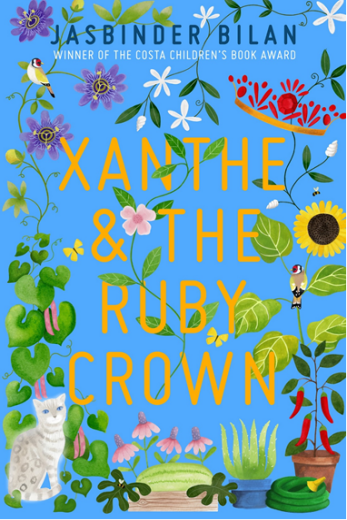 JASBINDER BILAN
WINNER OF THE COSTA CHILDREN'S BOOK AWARD
XANTHE
& THE
RUBY
CROWN